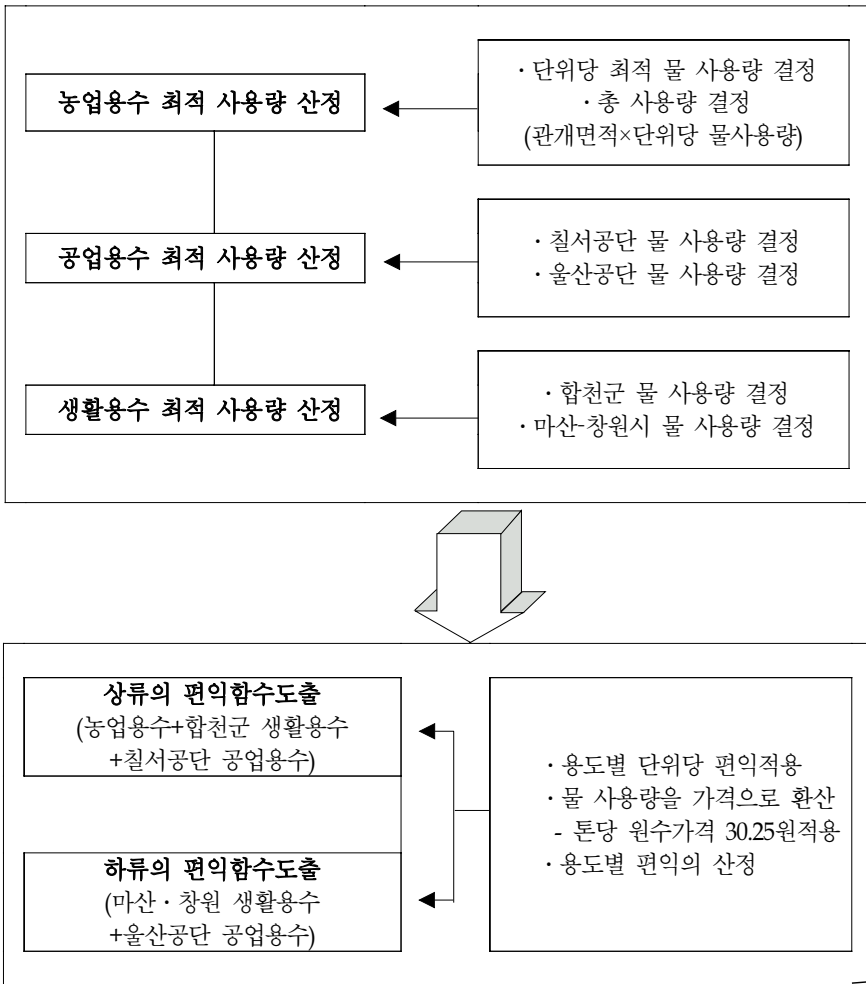 농업용수 최적 사용량 산정
· 단위당 최적 물 사용량 결정
· 총 사용량 결정
(관개면적×단위당 물사용량)
공업용수 최적 사용량 산정
· 칠서공단 물 사용량 결정
· 울산공단 물 사용량 결정
생활용수 최적 사용량 산정
· 합천군 물 사용량 결정
· 마산-창원시 물 사용량 결정
상류의 편익함수도출
(농업용수+합천군 생활용수
+칠서공단 공업용수)
하류의 편익함수도출
(마산·창원 생활용수
+울산공단 공업용수)
· 용도별 단위당 편익적용
· 물 사용량을 가격으로 환산
- 톤당 원수가격 30.25원적용
· 용도별 편익의 산정